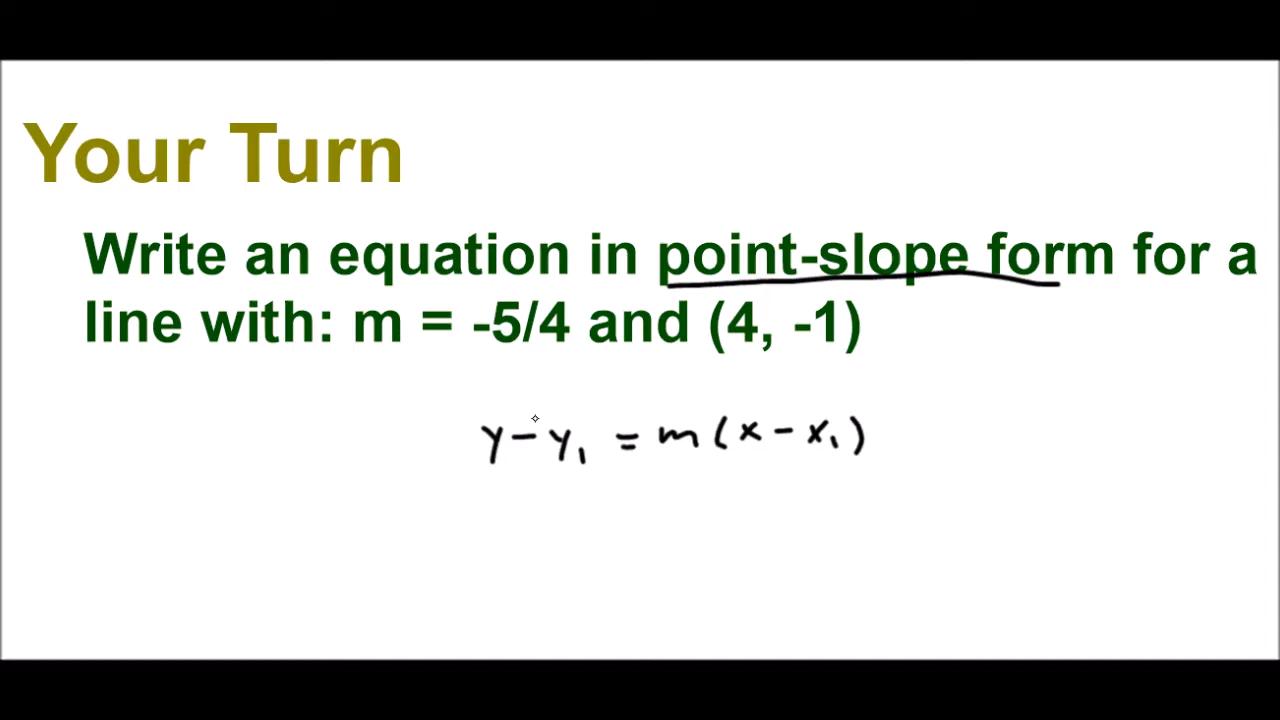 Your Turn
Write an equation in point-slope form for a
line with: m = -5/4 and (4, -1)
y - y₁ = m(x - x₁)